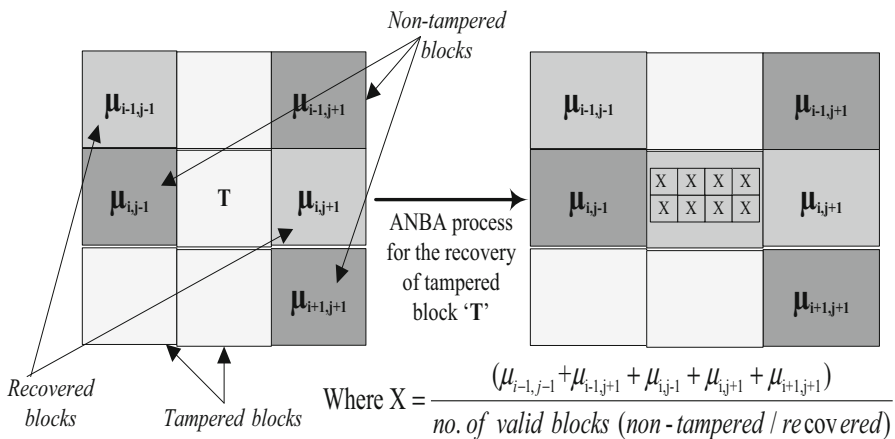 Non-tampered
blocks
μi-1,j-1
μi-1,j+1
μi,j-1
T
μi,j+1
μi+1,j+1
Recovered
blocks
Tampered blocks
ANBA process
for the recovery
of tampered
block ‘T’
μi-1,j-1
μi-1,j+1
μi,j-1
X X X X
X X X X
μi,j+1
μi+1,j+1
Where X = (μi−1,j−1+μi-1,j+1 + μi,j-1 + μi,j+1 + μi+1,j+1)
no. of valid blocks (non - tampered / recovered)